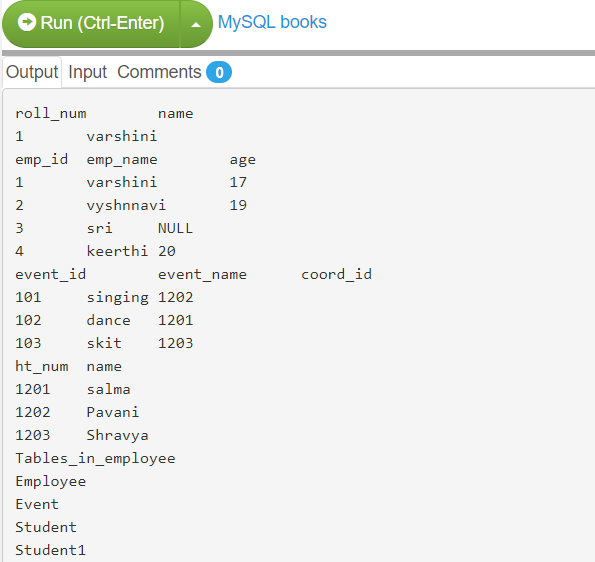 Run (Ctrl-Enter) MySQL books
Output Input Comments 0
roll_num name
1 varshini
emp_id emp_name age
1 varshini 17
2 vyshnnavi 19
3 sri NULL
4 keerthi 20
event_id event_name coord_id
101 singing 1202
102 dance 1201
103 skit 1203
ht_num name
1201 salma
1202 Pavani
1203 Shravya
Tables_in_employee
Employee
Event
Student
Student1